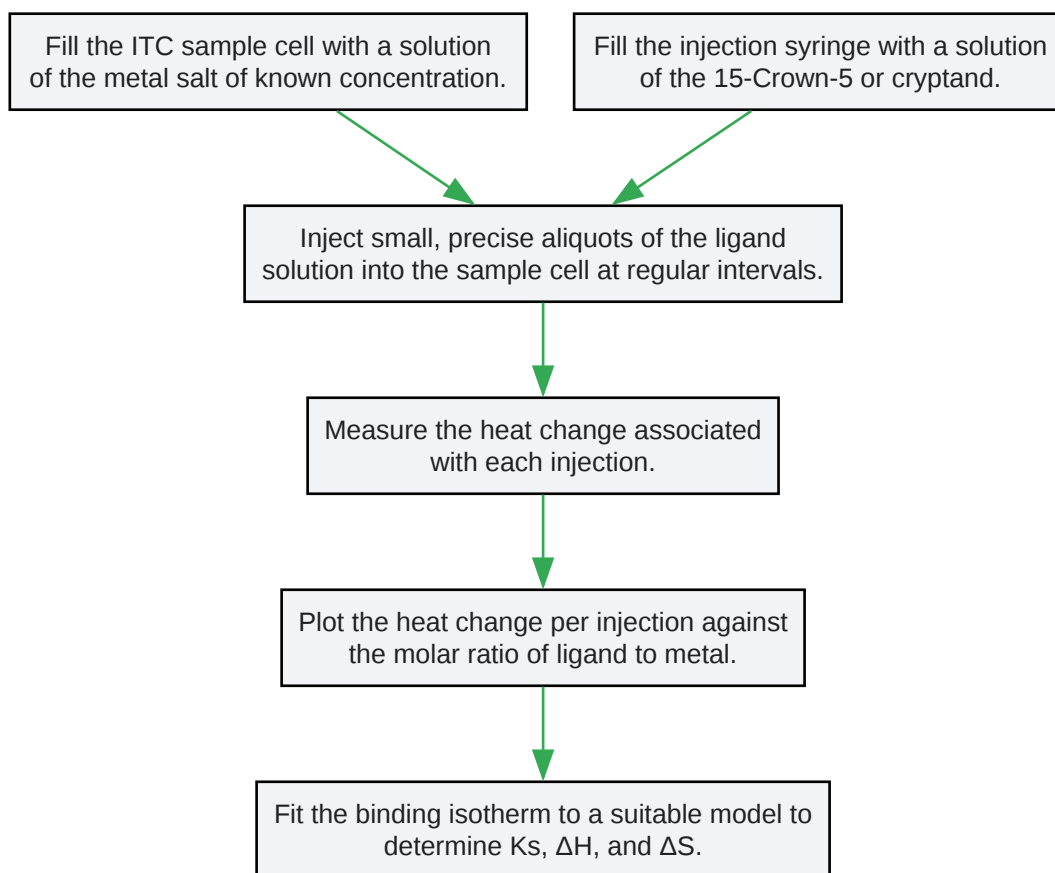 Fill the ITC sample cell with a solution
of the metal salt of known concentration.
Fill the injection syringe with a solution
of the 15-Crown-5 or cryptand.
Inject small, precise aliquots of the ligand
solution into the sample cell at regular intervals.
Measure the heat change associated
with each injection.
Plot the heat change per injection against
the molar ratio of ligand to metal.
Fit the binding isotherm to a suitable model to
determine Ks, ΔH, and ΔS.